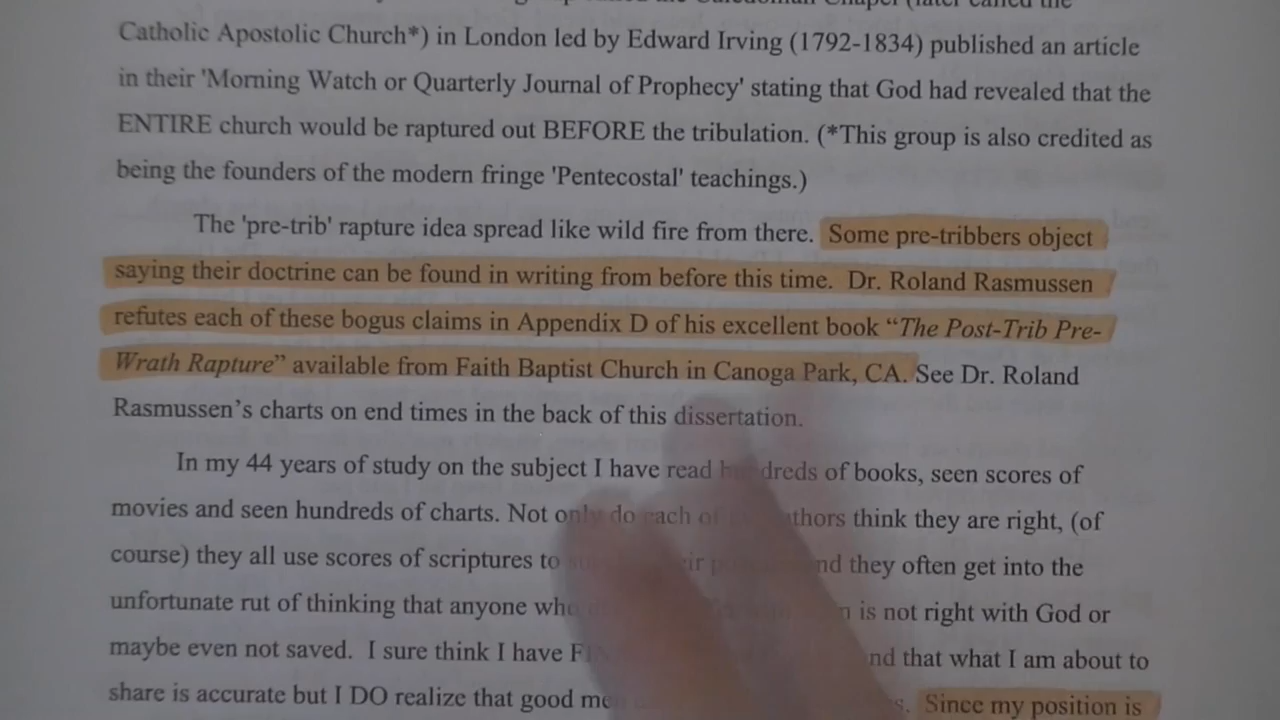 Catholic Apostolic Church*) in London led by Edward Irving (1792-1834) published an article
in their 'Morning Watch or Quarterly Journal of Prophecy' stating that God had revealed that the
ENTIRE church would be raptured out BEFORE the tribulation. (*This group is also credited as
being the founders of the modern fringe 'Pentecostal' teachings.)
The 'pre-trib' rapture idea spread like wild fire from there. Some pre-tribbers object
saying their doctrine can be found in writing from before this time. Dr. Roland Rasmussen
refutes each of these bogus claims in Appendix D of his excellent book “The Post-Trib Pre-
Wrath Rapture” available from Faith Baptist Church in Canoga Park, CA. See Dr. Roland
Rasmussen’s charts on end times in the back of this dissertation.
In my 44 years of study on the subject I have read hundreds of books, seen scores of
movies and seen hundreds of charts. Not only do each of think they are right, (of
course) they all use scores of scriptures to and they often get into the
unfortunate rut of thinking that anyone who is not right with God or
maybe even not saved. I sure think I have and that what I am about to
share is accurate but I DO realize that good Since my position is